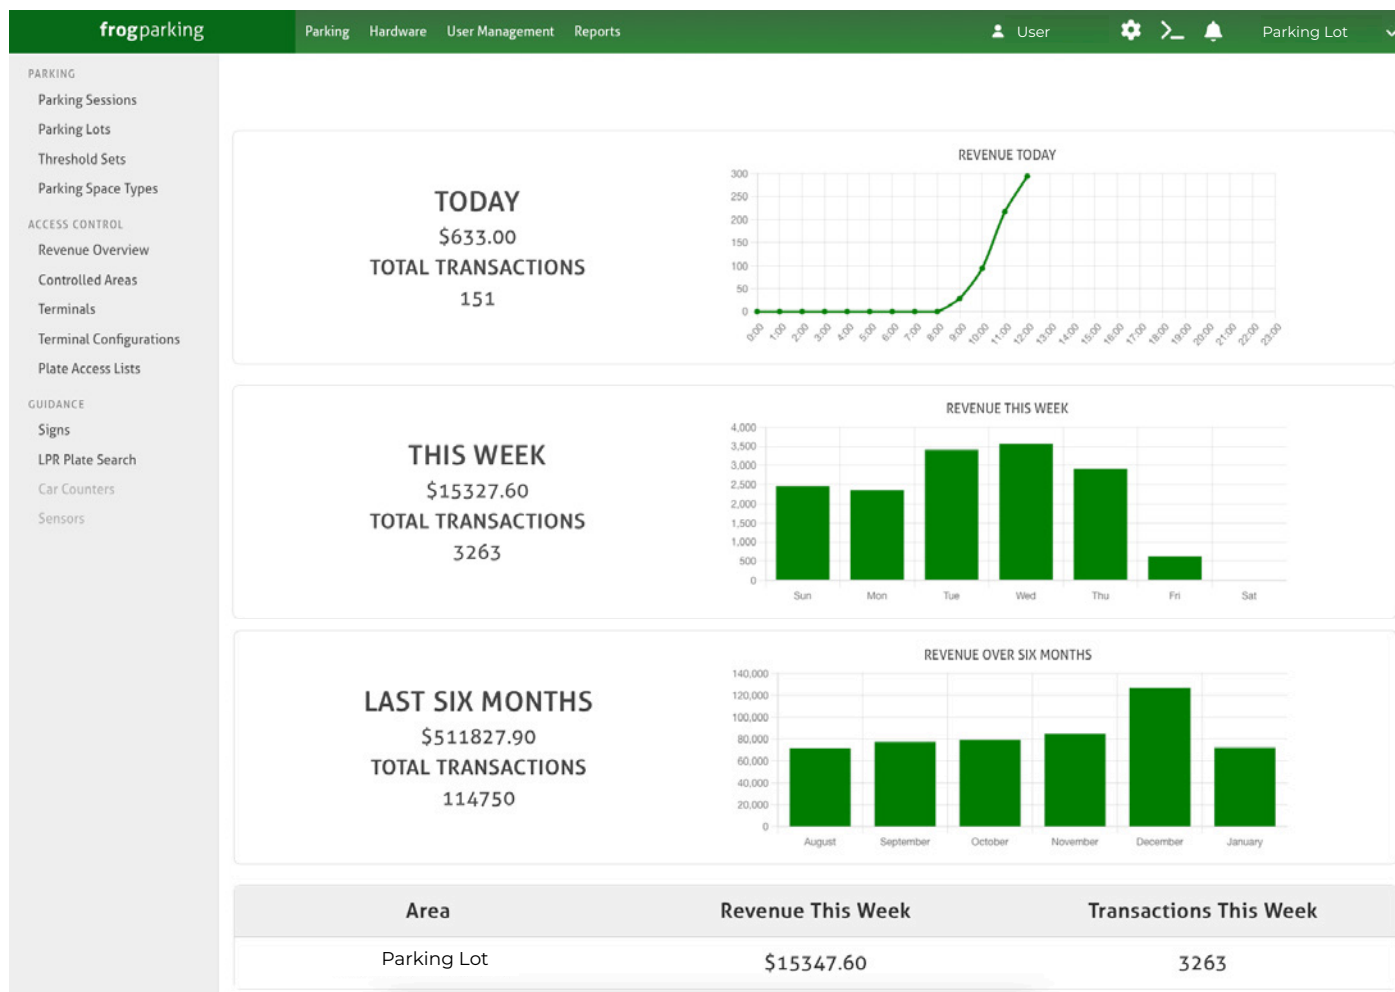 frogparking
Parking Hardware User Management Reports
User
Parking Lot
PARKING
Parking Sessions
Parking Lots
Threshold Sets
Parking Space Types
ACCESS CONTROL
Revenue Overview
Controlled Areas
Terminals
Terminal Configurations
Plate Access Lists
GUIDANCE
Signs
LPR Plate Search
Car Counters
Sensors
TODAY
$633.00
TOTAL TRANSACTIONS
151
REVENUE TODAY
300
250
200
150
100
50
0
0:00 1:00 2:00 3:00 4:00 5:00 6:00 7:00 8:00 9:00 10:00 11:00 12:00 13:00 14:00 15:00 16:00 17:00 18:00 19:00 20:00 21:00 22:00 23:00
THIS WEEK
$15327.60
TOTAL TRANSACTIONS
3263
REVENUE THIS WEEK
4,000
3,500
3,000
2,500
2,000
1,500
1,000
500
0
Sun Mon Tue Wed Thu Fri Sat
LAST SIX MONTHS
$511827.90
TOTAL TRANSACTIONS
114750
REVENUE OVER SIX MONTHS
140,000
120,000
100,000
80,000
60,000
40,000
20,000
0
August September October November December January
Area Revenue This Week Transactions This Week
Parking Lot $15347.60 3263